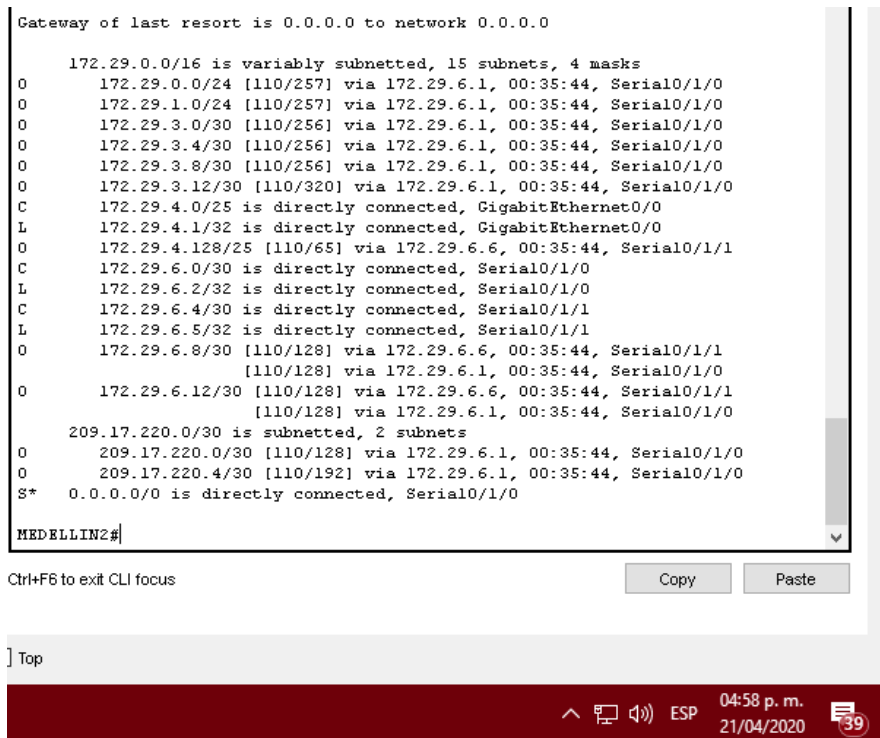 Gateway of last resort is 0.0.0.0 to network 0.0.0.0
172.29.0.0/16 is variably subnetted, 15 subnets, 4 masks
O 172.29.0.0/24 [110/257] via 172.29.6.1, 00:35:44, Serial0/1/0
O 172.29.1.0/24 [110/257] via 172.29.6.1, 00:35:44, Serial0/1/0
O 172.29.3.0/30 [110/256] via 172.29.6.1, 00:35:44, Serial0/1/0
O 172.29.3.4/30 [110/256] via 172.29.6.1, 00:35:44, Serial0/1/0
O 172.29.3.8/30 [110/256] via 172.29.6.1, 00:35:44, Serial0/1/0
O 172.29.3.12/30 [110/320] via 172.29.6.1, 00:35:44, Serial0/1/0
C 172.29.4.0/25 is directly connected, GigabitEthernet0/0
L 172.29.4.1/32 is directly connected, GigabitEthernet0/0
O 172.29.4.128/25 [110/65] via 172.29.6.6, 00:35:44, Serial0/1/1
C 172.29.6.0/30 is directly connected, Serial0/1/0
L 172.29.6.2/32 is directly connected, Serial0/1/0
C 172.29.6.4/30 is directly connected, Serial0/1/1
L 172.29.6.5/32 is directly connected, Serial0/1/1
O 172.29.6.8/30 [110/128] via 172.29.6.6, 00:35:44, Serial0/1/1
[110/128] via 172.29.6.1, 00:35:44, Serial0/1/0
O 172.29.6.12/30 [110/128] via 172.29.6.6, 00:35:44, Serial0/1/1
[110/128] via 172.29.6.1, 00:35:44, Serial0/1/0
209.17.220.0/30 is subnetted, 2 subnets
O 209.17.220.0/30 [110/128] via 172.29.6.1, 00:35:44, Serial0/1/0
O 209.17.220.4/30 [110/192] via 172.29.6.1, 00:35:44, Serial0/1/0
S* 0.0.0.0/0 is directly connected, Serial0/1/0
MEDELLIN2#
Ctrl+F6 to exit CLI focus
Copy
Paste
Top
ESP
04:58 p. m.
21/04/2020
39